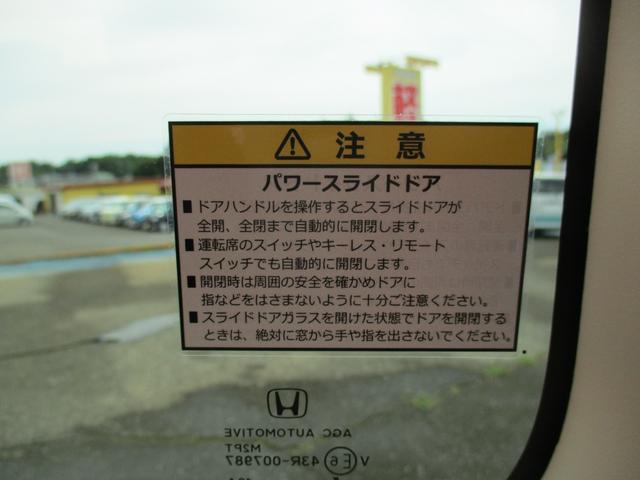 注意
パワースライドドア
■ドアハンドルを操作するとスライドドアが
全開、全閉まで自動的に開閉します。
■運転席のスイッチやキーレス・リモート
スイッチでも自動的に開閉します。
■開閉時は周囲の安全を確かめドアに
指などをはさまないように十分ご注意ください。
■スライドドアガラスを開けた状態でドアを開閉する
ときは、絶対に窓から手や指を出さないでください。
AGC AUTOMOTIVE
M2PT
E6 43R-007987